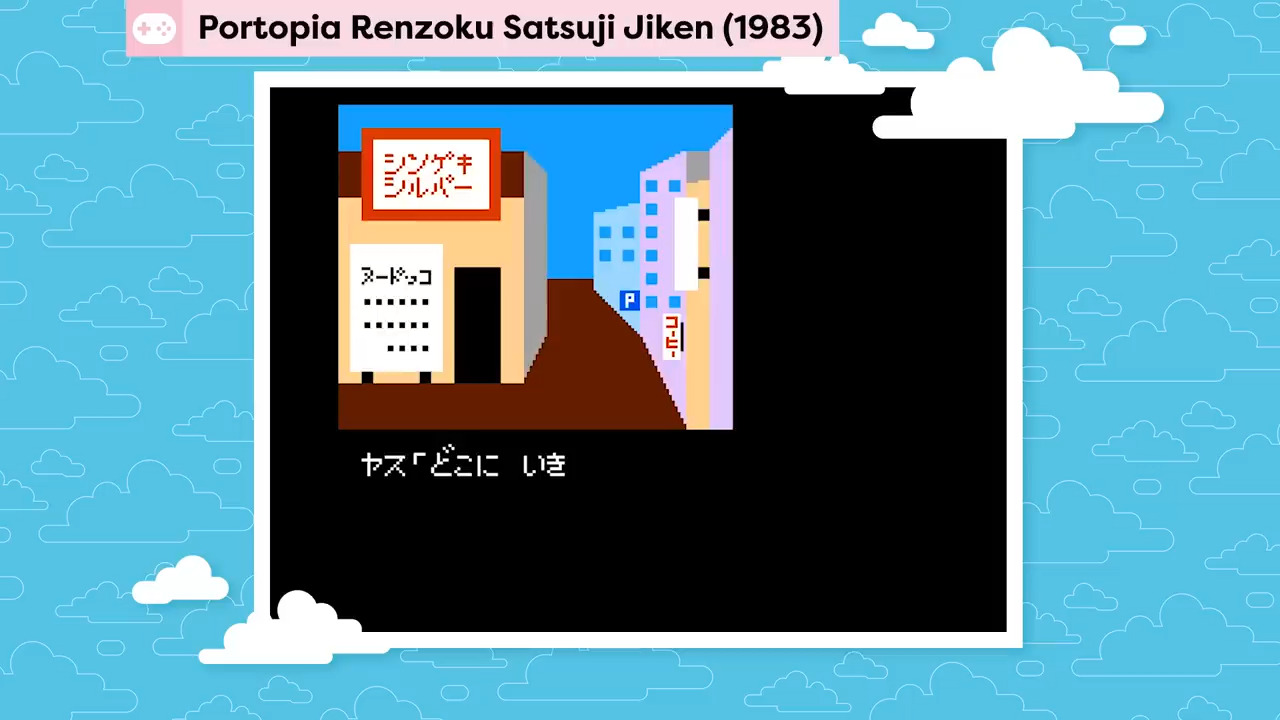 Portopia Renzoku Satsuji Jiken (1983)
シンゲキ
シルバー
ヌードッコ
P
コーヒー
ヤス「どこに いき